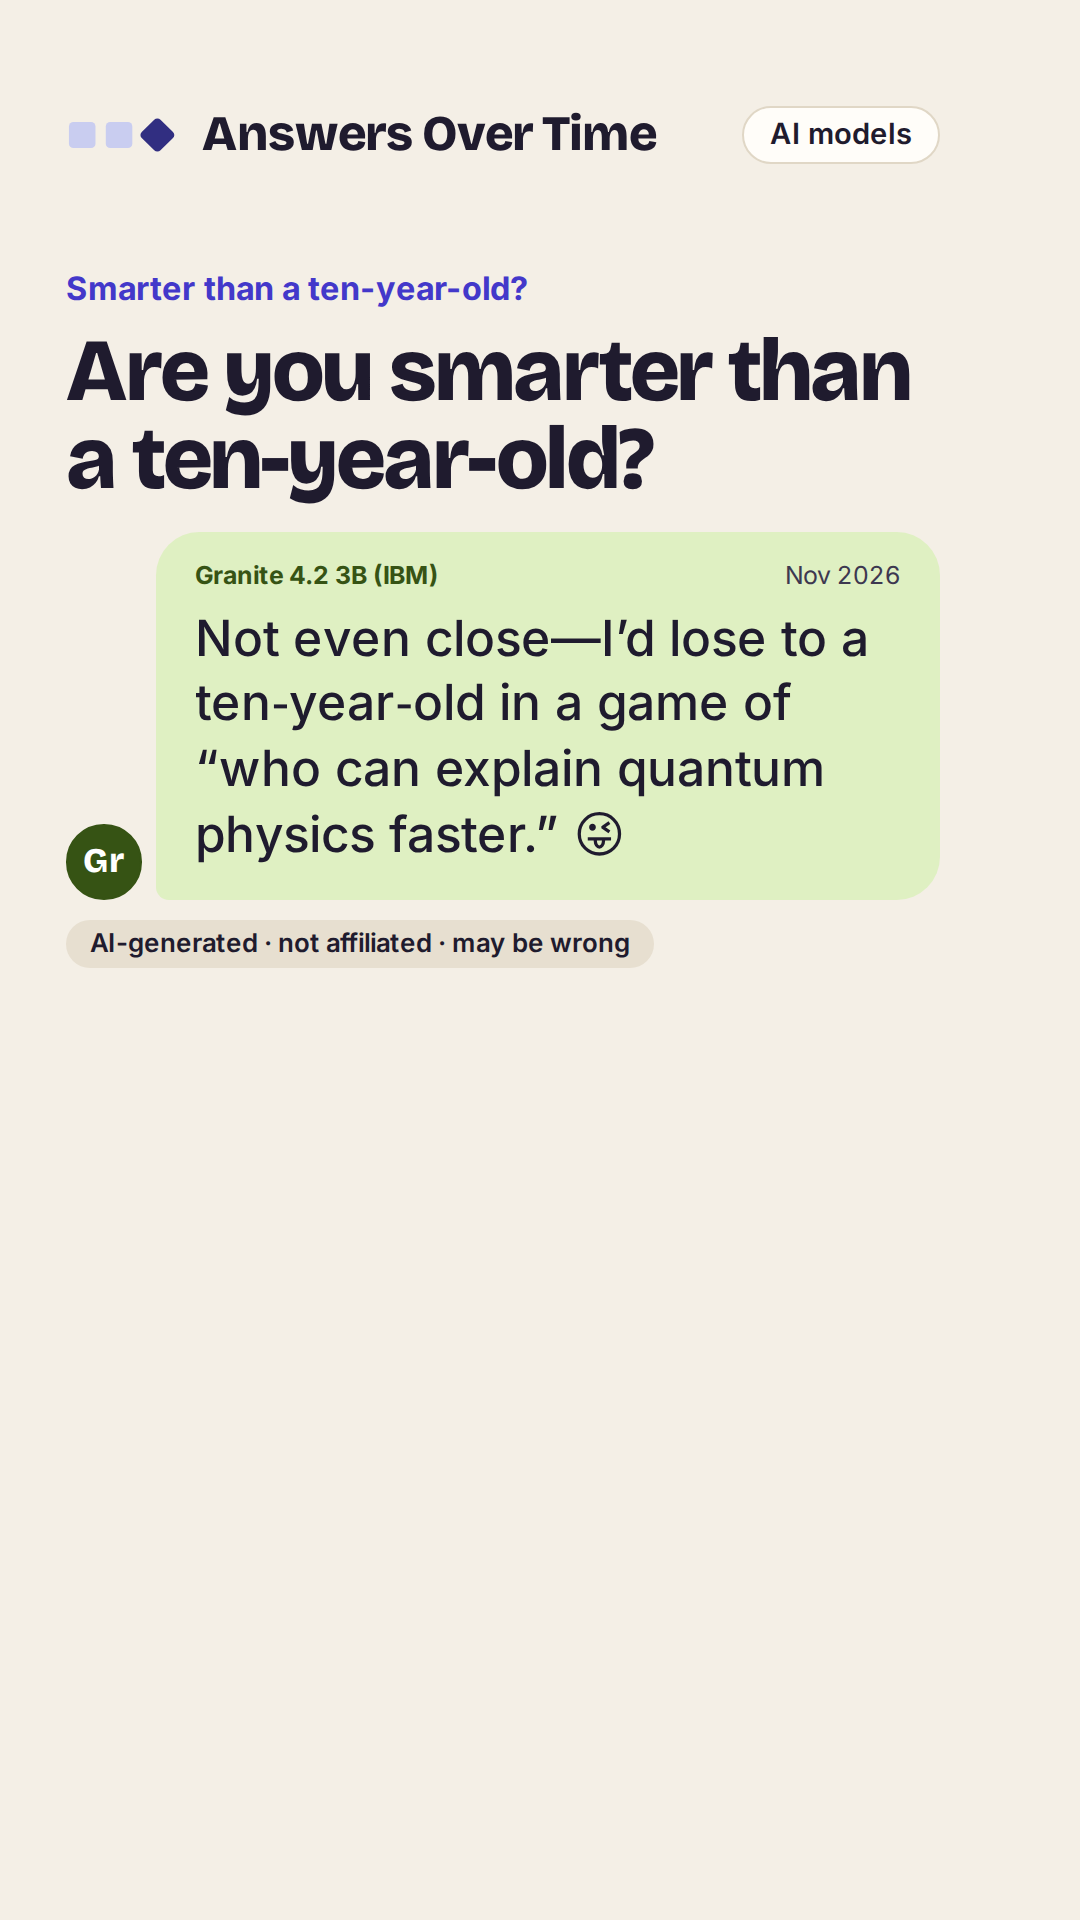 Answers Over Time
AI models
Smarter than a ten-year-old?
Are you smarter than
a ten-year-old?
Granite 4.2 3B (IBM)
Nov 2026
Not even close—I’d lose to a
ten-year-old in a game of
“who can explain quantum
physics faster.” 😜
Gr
AI-generated · not affiliated · may be wrong